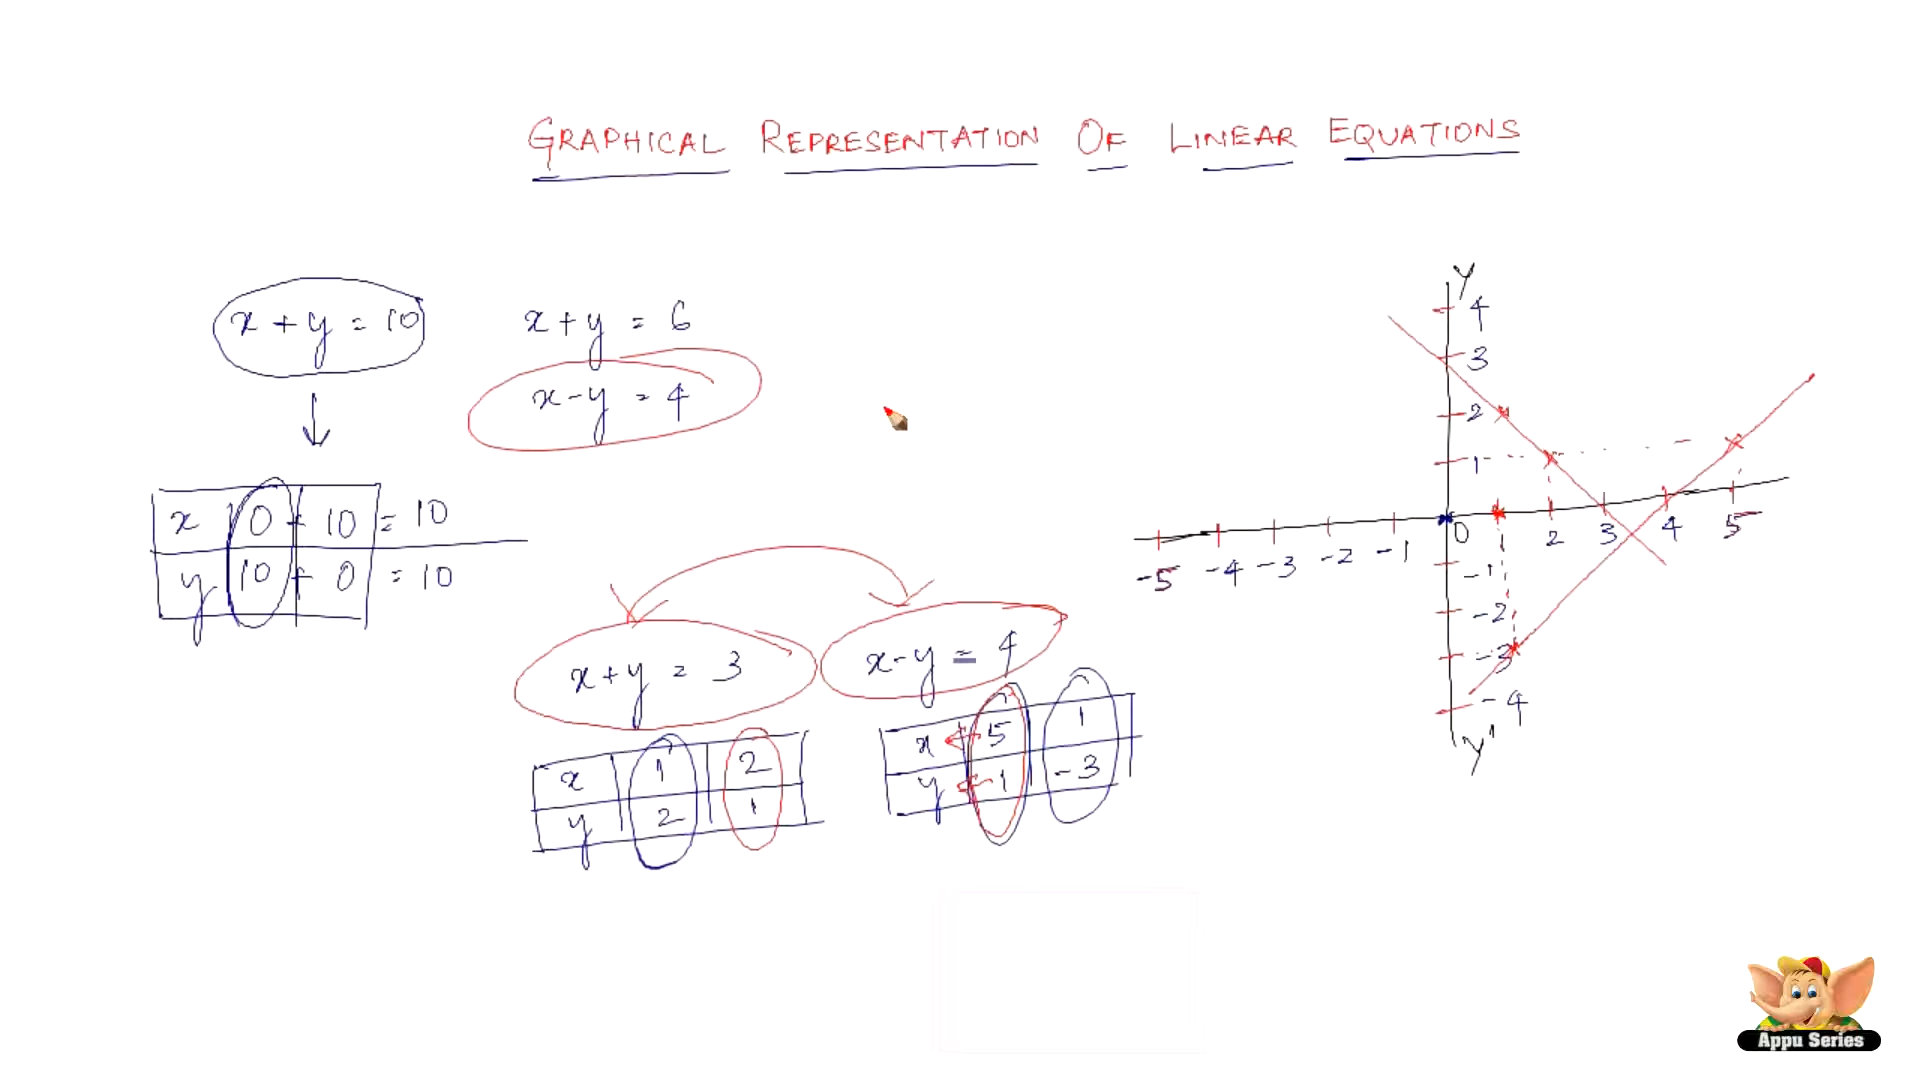 GRAPHICAL REPRESENTATION OF LINEAR EQUATIONS
x + y = 10
x + y = 6
x - y = 4
x 0 + 10 = 10
y 10 + 0 = 10
x + y = 3
x - y = 4
x 1 2
y 2 1
x 5 1
y 1 -3
Y
4
3
2
1
-5 -4 -3 -2 -1 0 1 2 3 4 5
-1
-2
-3
-4
Y'
Appu Series